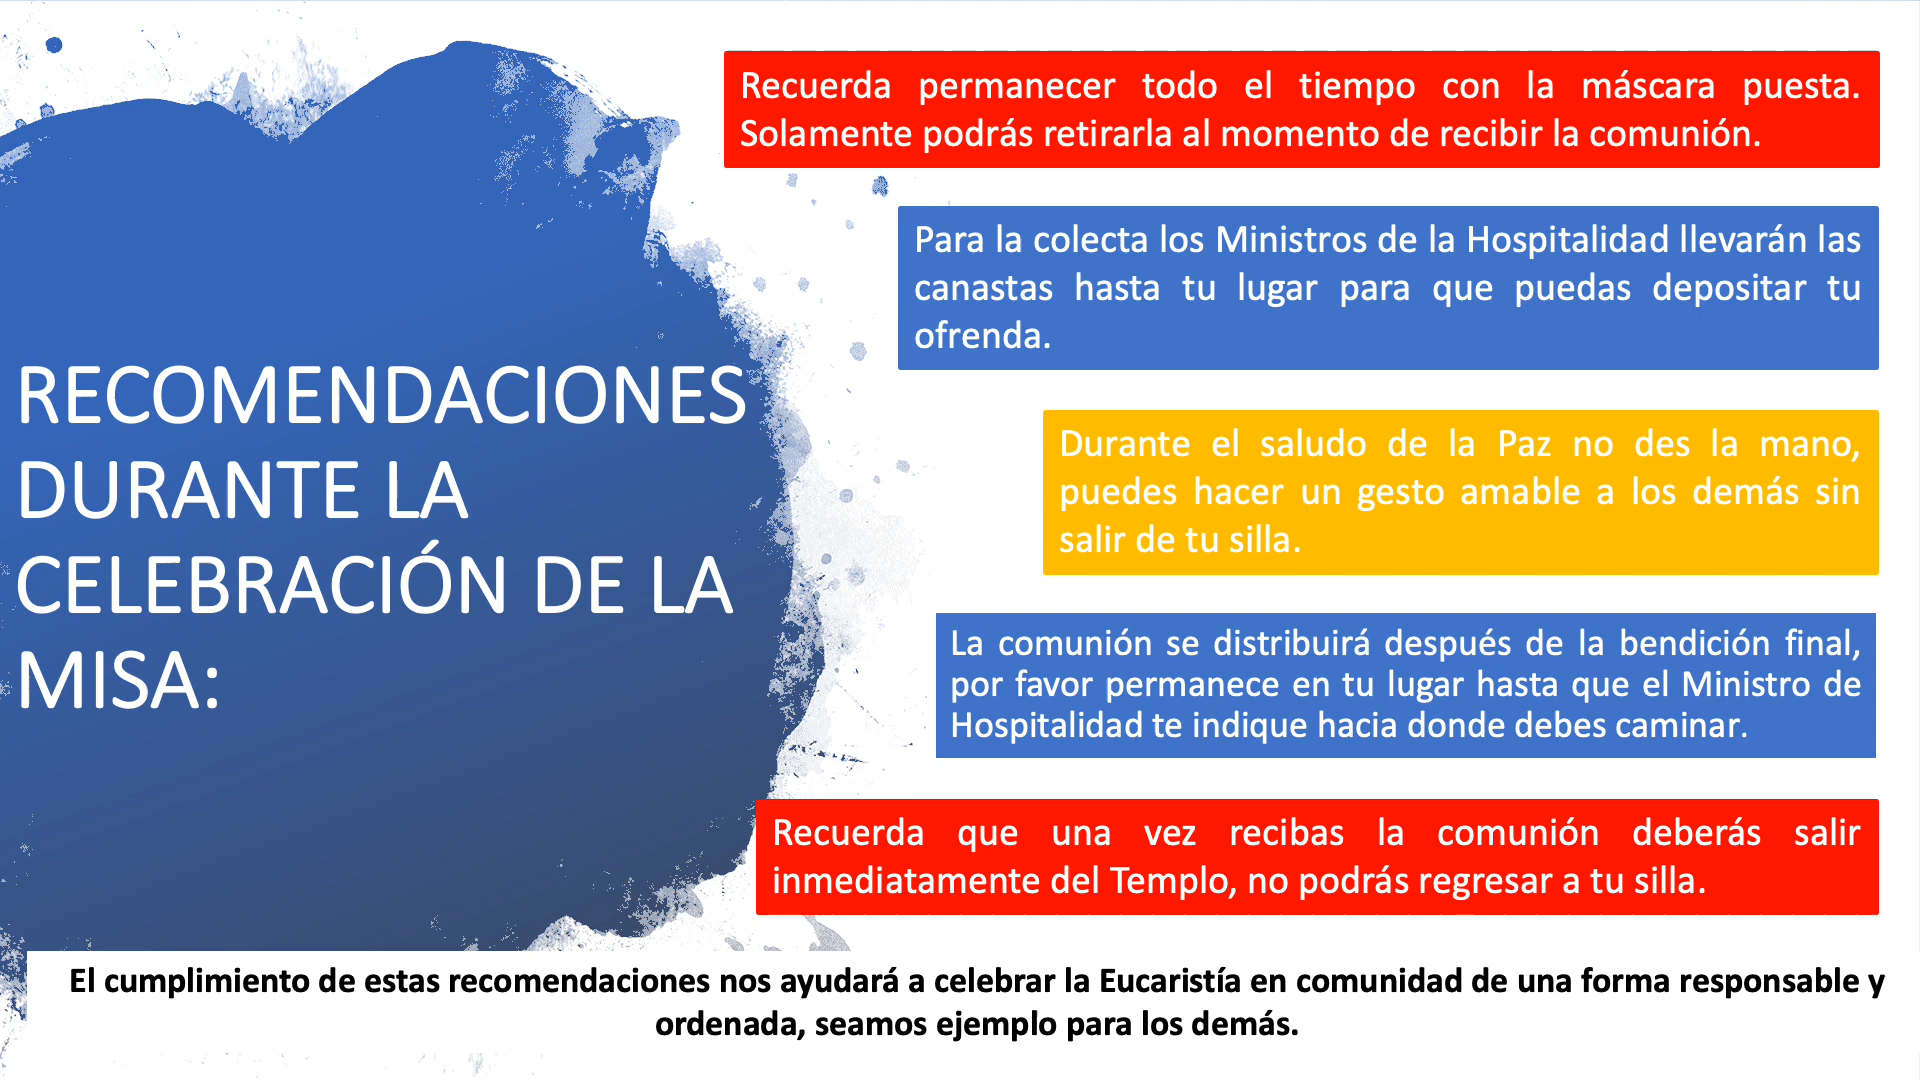 RECOMENDACIONES
DURANTE LA
CELEBRACIÓN DE LA
MISA:
Recuerda permanecer todo el tiempo con la máscara puesta.
Solamente podrás retirarla al momento de recibir la comunión.
Para la colecta los Ministros de la Hospitalidad llevarán las
canastas hasta tu lugar para que puedas depositar tu
ofrenda.
Durante el saludo de la Paz no des la mano,
puedes hacer un gesto amable a los demás sin
salir de tu silla.
La comunión se distribuirá después de la bendición final,
por favor permanece en tu lugar hasta que el Ministro de
Hospitalidad te indique hacia donde debes caminar.
Recuerda que una vez recibas la comunión deberás salir
inmediatamente del Templo, no podrás regresar a tu silla.
El cumplimiento de estas recomendaciones nos ayudará a celebrar la Eucaristía en comunidad de una forma responsable y
ordenada, seamos ejemplo para los demás.